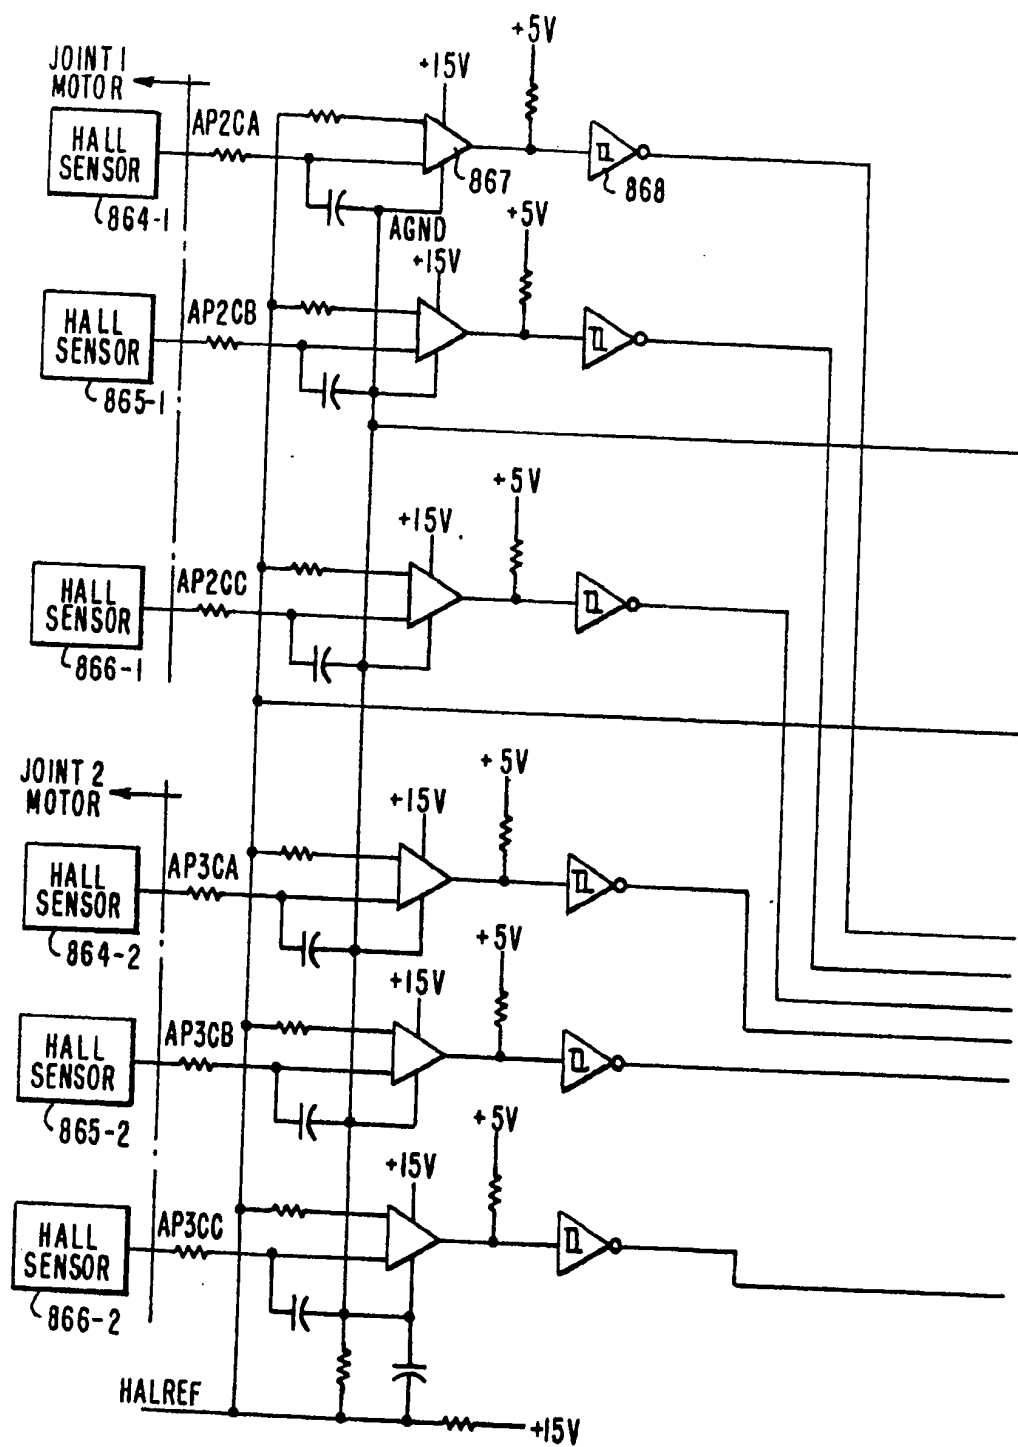 +5V
JOINT 1
MOTOR
+15V
HALL
SENSOR
AP2CA
867
868
864-1
+5V
AGND
+15V
HALL
SENSOR
AP2CB
865-1
+5V
+15V
HALL
SENSOR
AP2CC
866-1
+5V
JOINT 2
MOTOR
+15V
HALL
SENSOR
AP3CA
864-2
+5V
+15V
HALL
SENSOR
AP3CB
865-2
+5V
+15V
HALL
SENSOR
AP3CC
866-2
HALREF
+15V